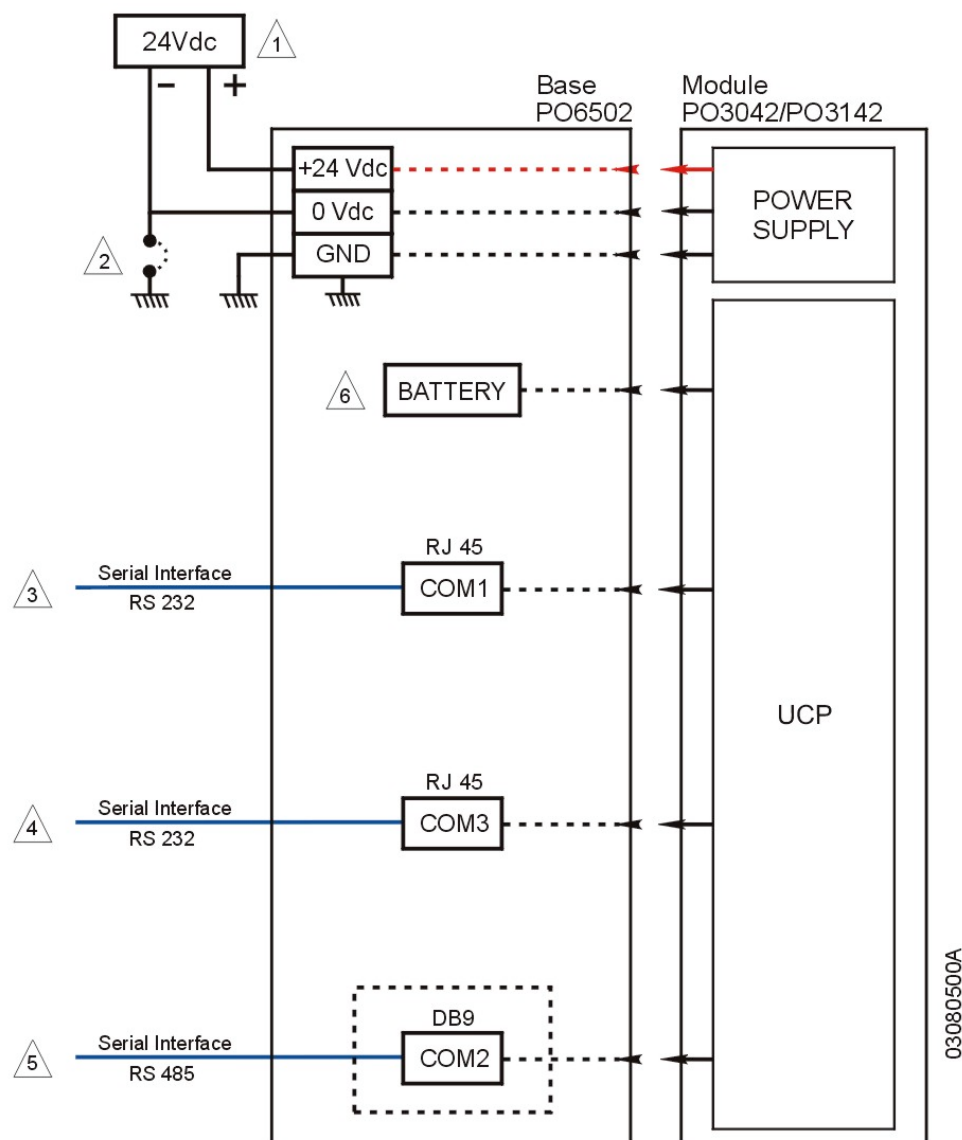 24Vdc
1
- +
Base
PO6502
Module
PO3042/PO3142
+24 Vdc
0 Vdc
GND
POWER
SUPPLY
2
6
BATTERY
RJ 45
3
Serial Interface
RS 232
COM1
UCP
RJ 45
4
Serial Interface
RS 232
COM3
DB9
5
Serial Interface
RS 485
COM2
03080500A